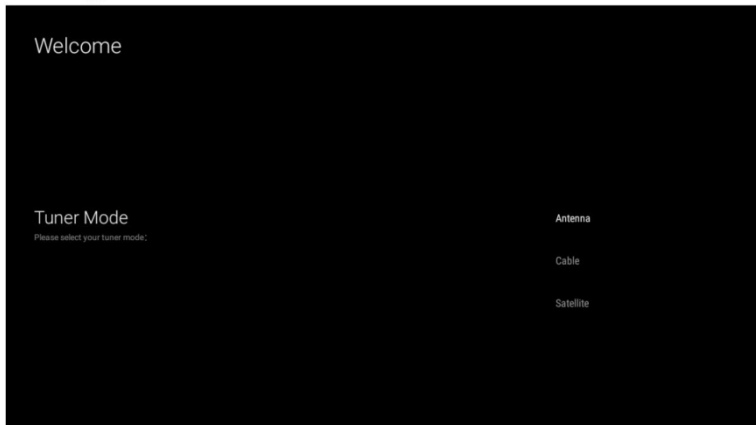 Welcome
Tuner Mode
Please select your tuner mode:
Antenna
Cable
Satellite